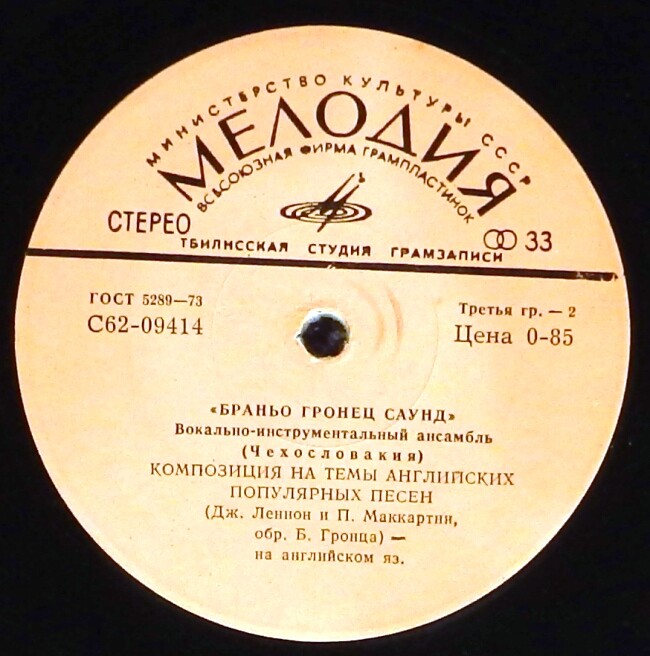 МИНИСТЕРСТВО КУЛЬТУРЫ СССР
МЕЛОДИЯ
ВСЕСОЮЗНАЯ ФИРМА ГРАМПЛАСТИНОК
СТЕРЕО
33
ТБИЛИССКАЯ СТУДИЯ ГРАМЗАПИСИ
ГОСТ 5289—73
Третья гр. — 2
С62-09414
Цена 0-85
«БРАНЬО ГРОНЕЦ САУНД»
Вокально-инструментальный ансамбль
(Чехословакия)
КОМПОЗИЦИЯ НА ТЕМЫ АНГЛИЙСКИХ
ПОПУЛЯРНЫХ ПЕСЕН
(Дж. Леннон и П. Маккартни,
обр. Б. Гронца) —
на английском яз.